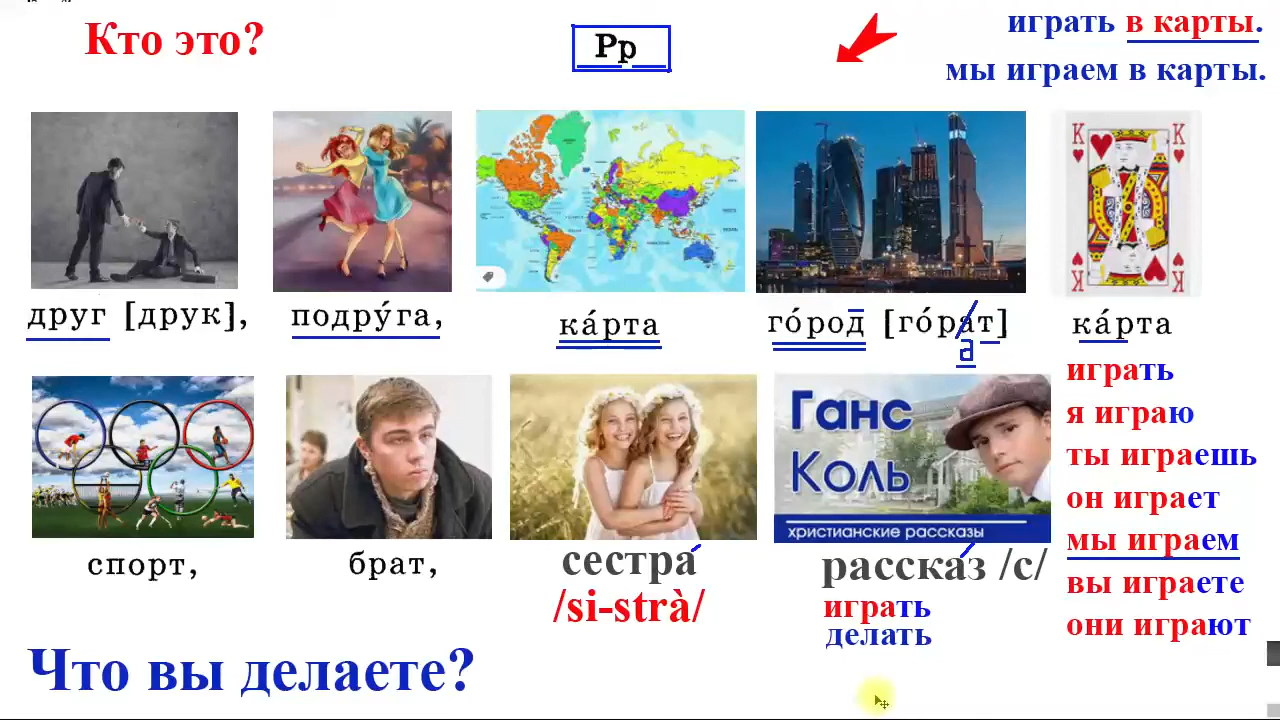 Кто это?
Рр
играть в карты.
мы играем в карты.
K K
K K
друг [друк],
подру́га,
ка́рта
го́род [го́рат]
а
ка́рта
Ганс
Коль
христианские рассказы
спорт,
брат,
сестра́
/si-strà/
расска́з /с/
играть
делать
играть
я играю
ты играешь
он играет
мы играем
вы играете
они играют
Что вы делаете?